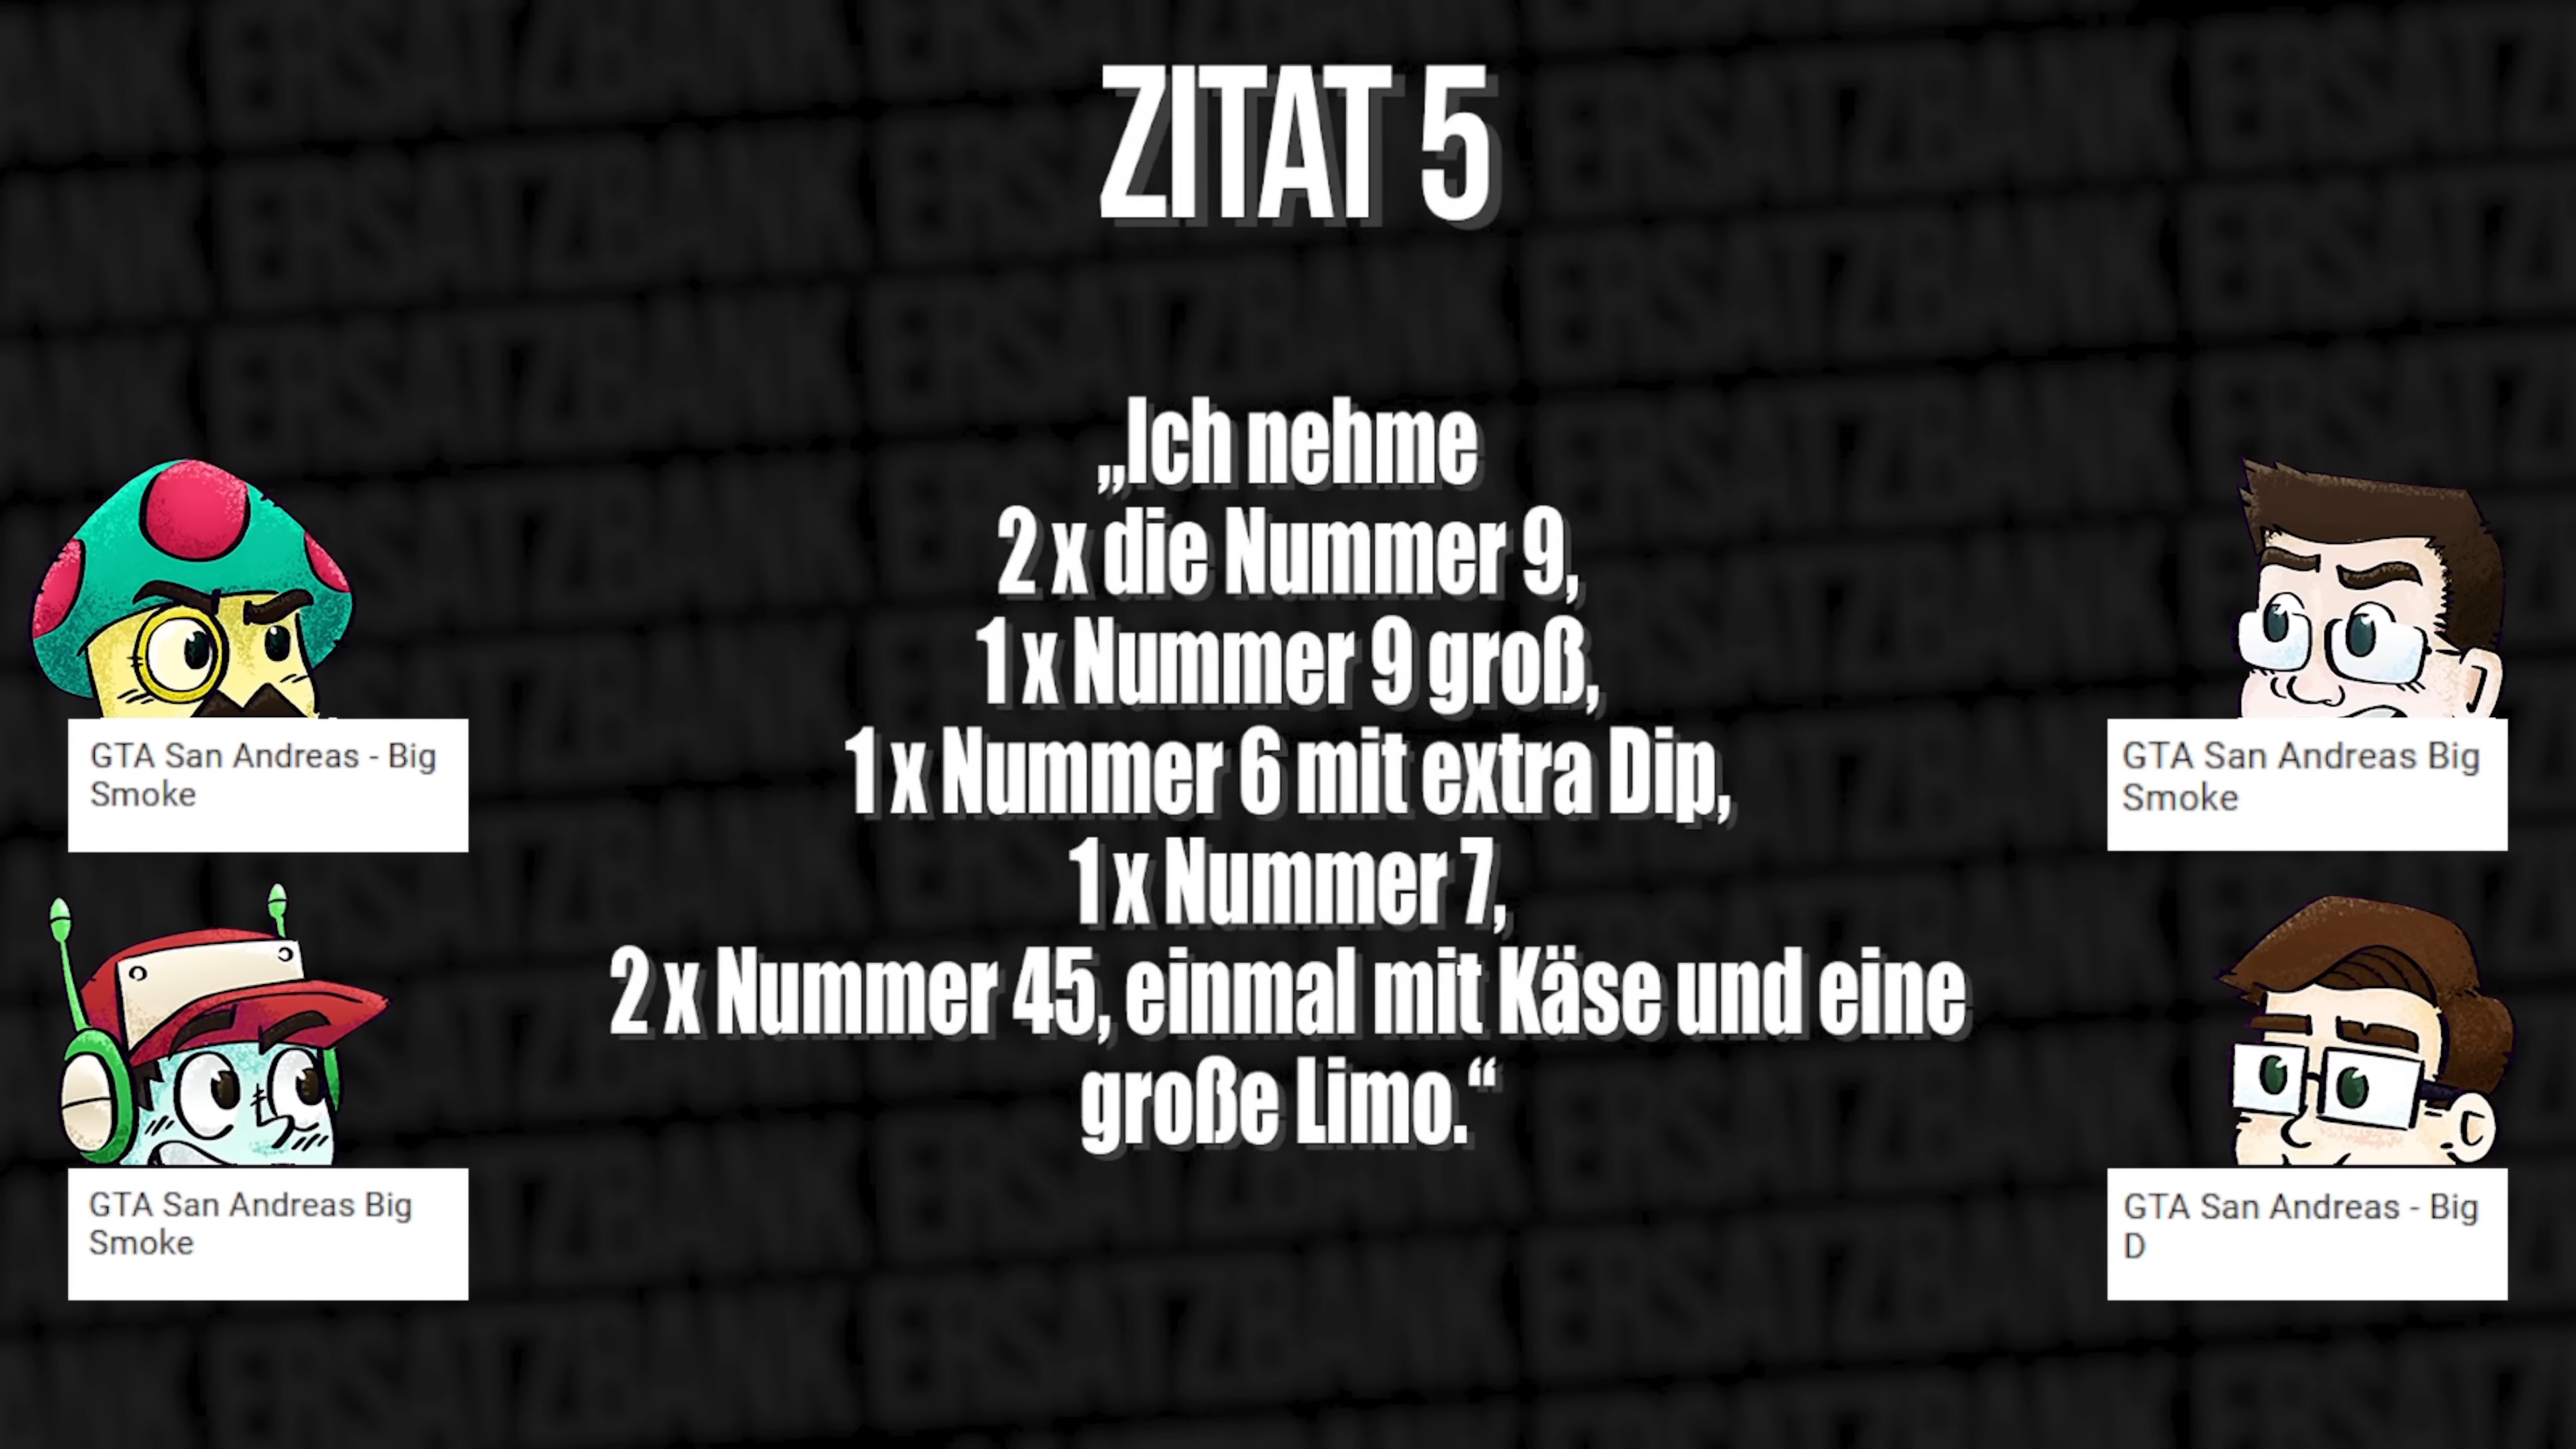 ZITAT 5
„Ich nehme
2 x die Nummer 9,
1 x Nummer 9 groß,
1 x Nummer 6 mit extra Dip,
1 x Nummer 7,
2 x Nummer 45, einmal mit Käse und eine
große Limo.“
GTA San Andreas - Big
Smoke
GTA San Andreas Big
Smoke
GTA San Andreas Big
Smoke
GTA San Andreas - Big
D
ERSATZBANK